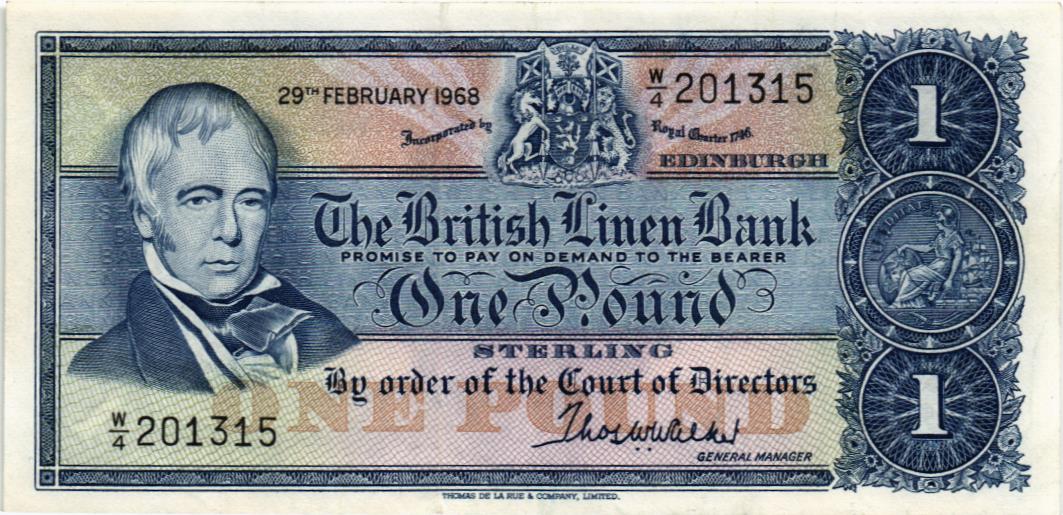 29TH FEBRUARY 1968
W/4 201315
Incorporated by Royal Charter 1746.
EDINBURGH
The British Linen Bank
PROMISE TO PAY ON DEMAND TO THE BEARER
One Pound
STERLING
By order of the Court of Directors
ONE POUND
W/4 201315
Thos W Walker
GENERAL MANAGER
1
1
THOMAS DE LA RUE & COMPANY, LIMITED.